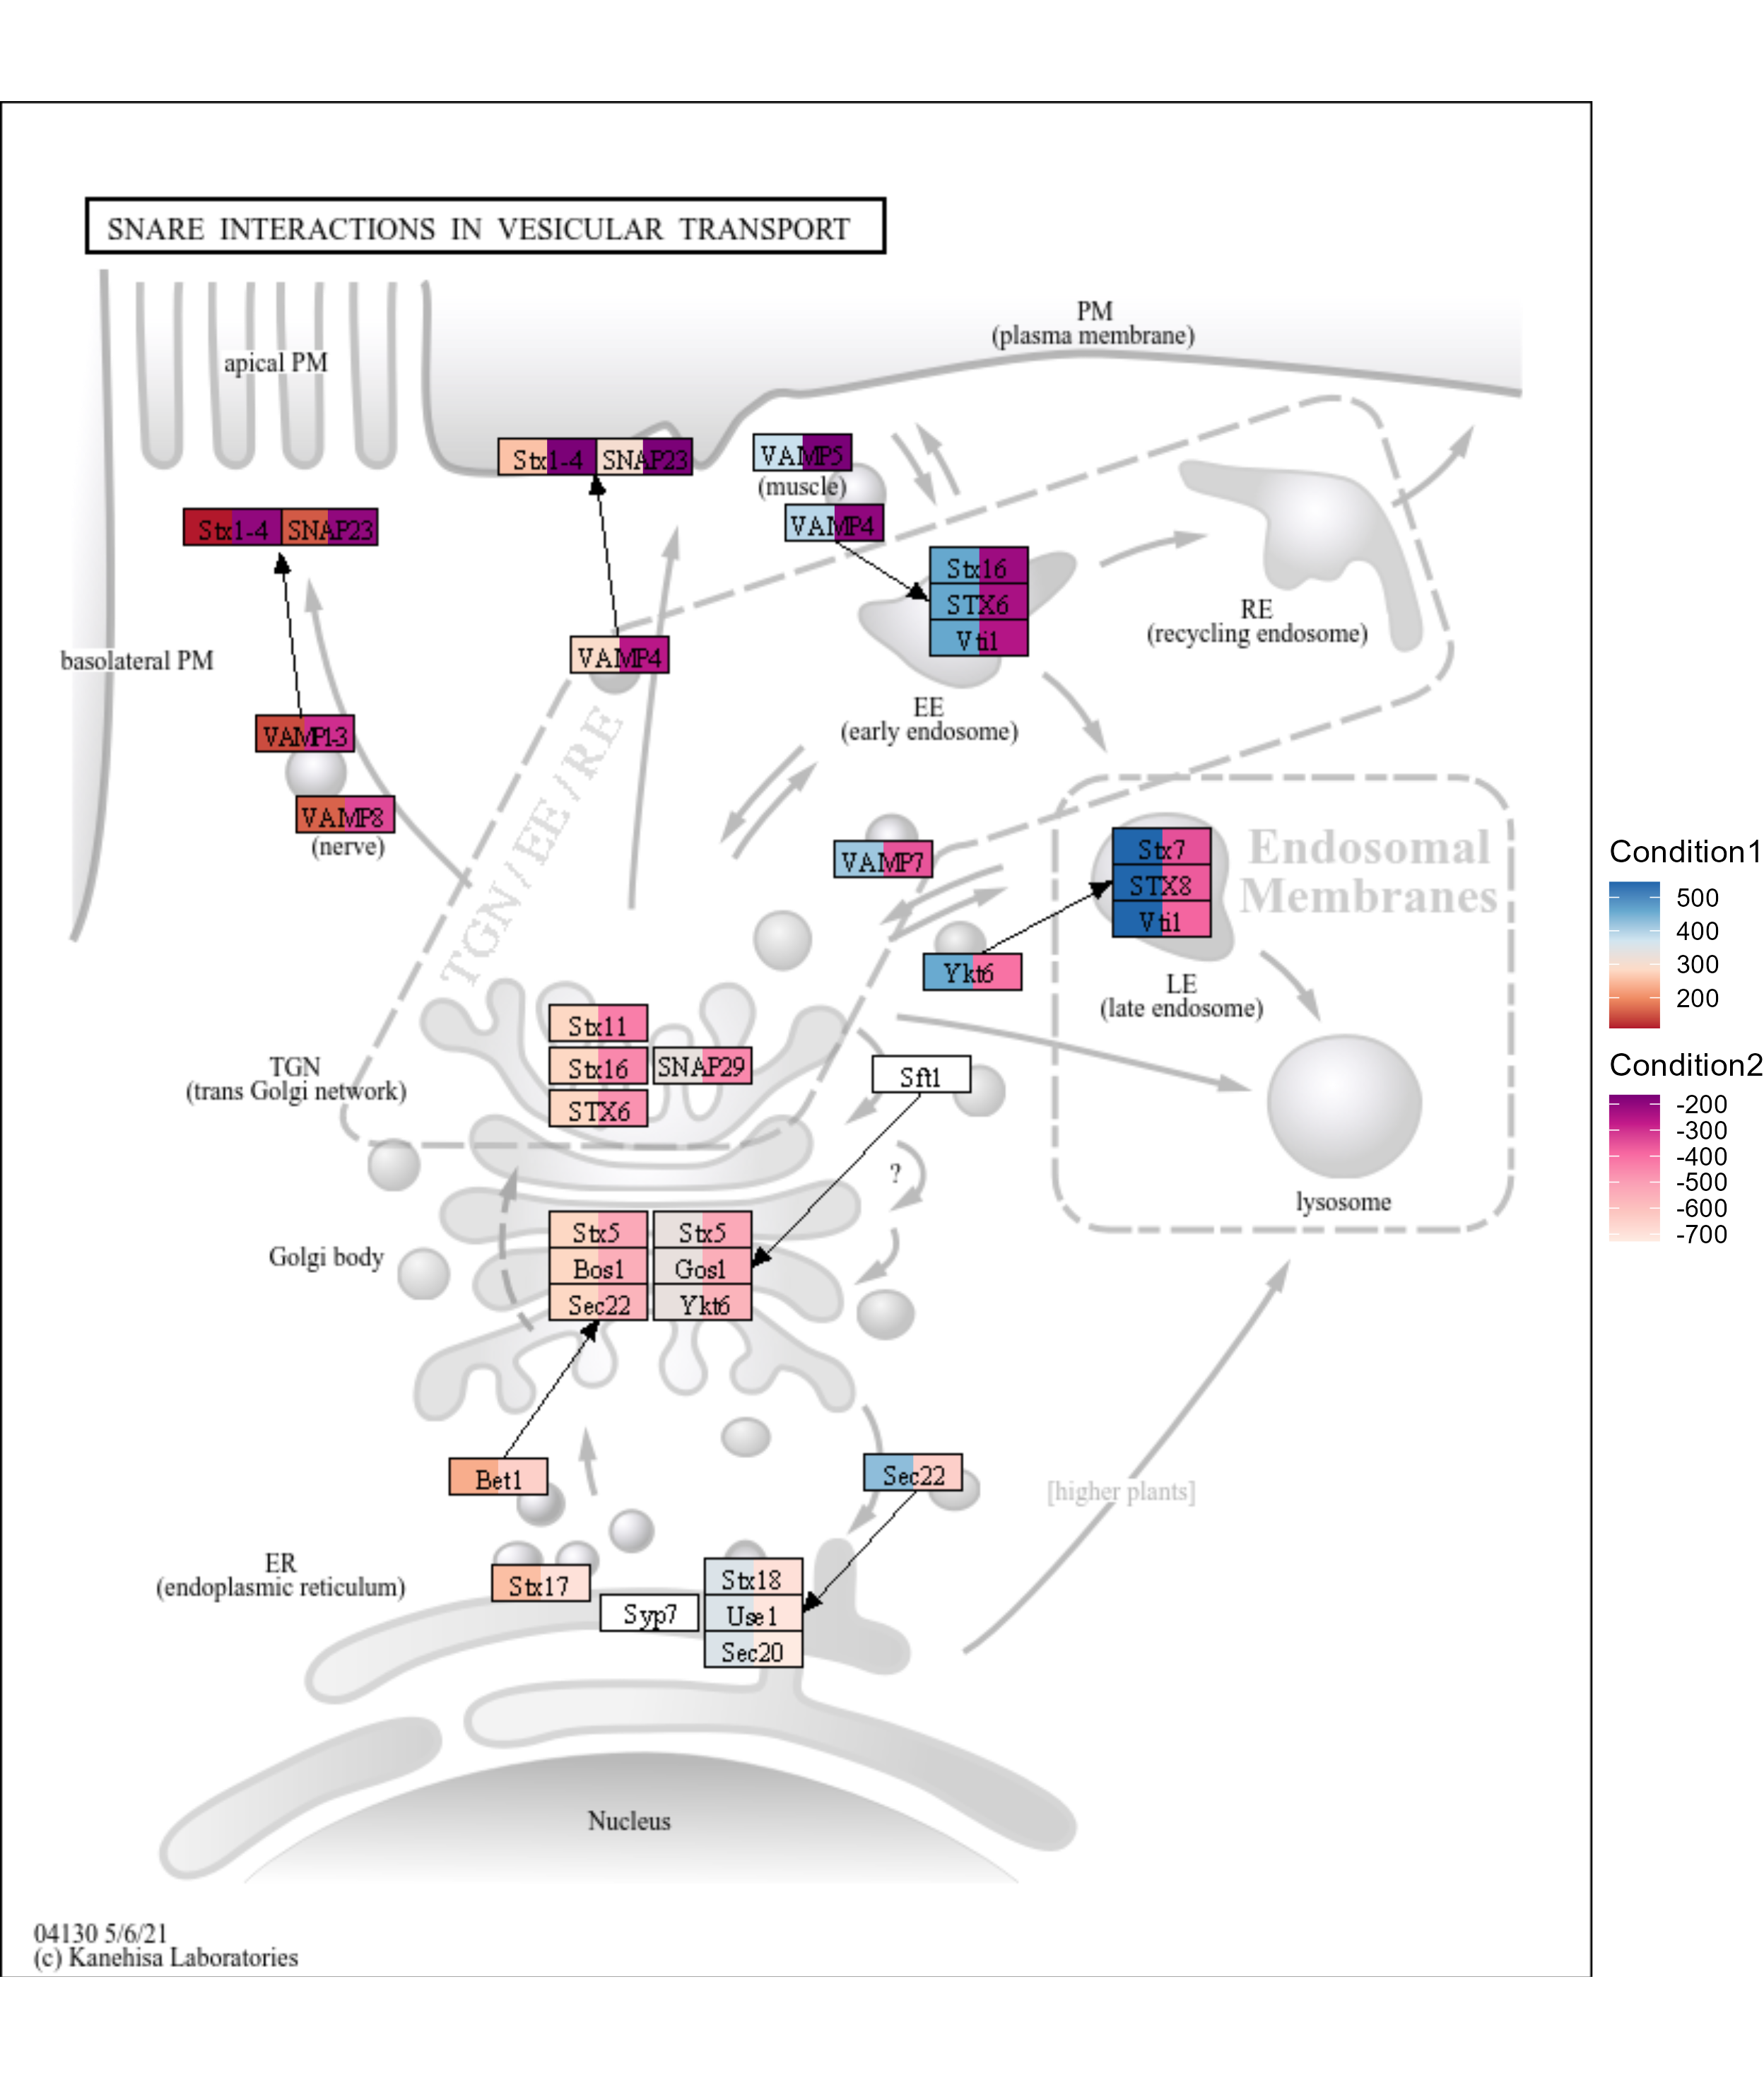 SNARE INTERACTIONS IN VESICULAR TRANSPORT
PM
(plasma membrane)
apical PM
Stx1-4 SNAP23
VAMP5
(muscle)
VAMP4
Stx1-4 SNAP23
Stx16
STX6
Vti1
RE
(recycling endosome)
basolateral PM
VAMP4
EE
(early endosome)
VAMP1-3
VAMP8
(nerve)
TGN/EE/RE
VAMP7
Stx7
STX8
Vti1
Endosomal
Membranes
Ykt6
LE
(late endosome)
TGN
(trans Golgi network)
Stx11
Stx16
STX6
SNAP29
Sft1
?
lysosome
Golgi body
Stx5
Bos1
Sec22
Stx5
Gos1
Ykt6
Bet1
Sec22
[higher plants]
ER
(endoplasmic reticulum)
Stx17
Syp7
Stx18
Use1
Sec20
Nucleus
04130 5/6/21
(c) Kanehisa Laboratories
Condition1
500
400
300
200
Condition2
-200
-300
-400
-500
-600
-700